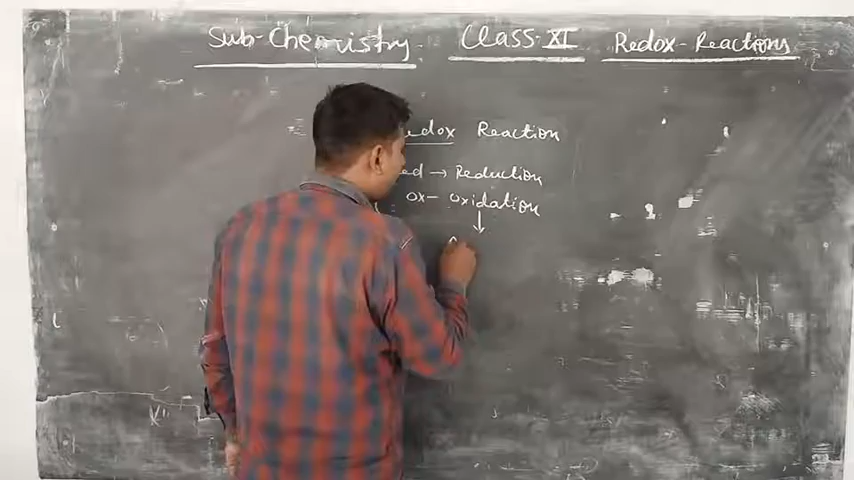 Sub-Chemistry. Class-XI Redox-Reactions
edox Reaction
ed → Reduction
ox- oxidation
↓